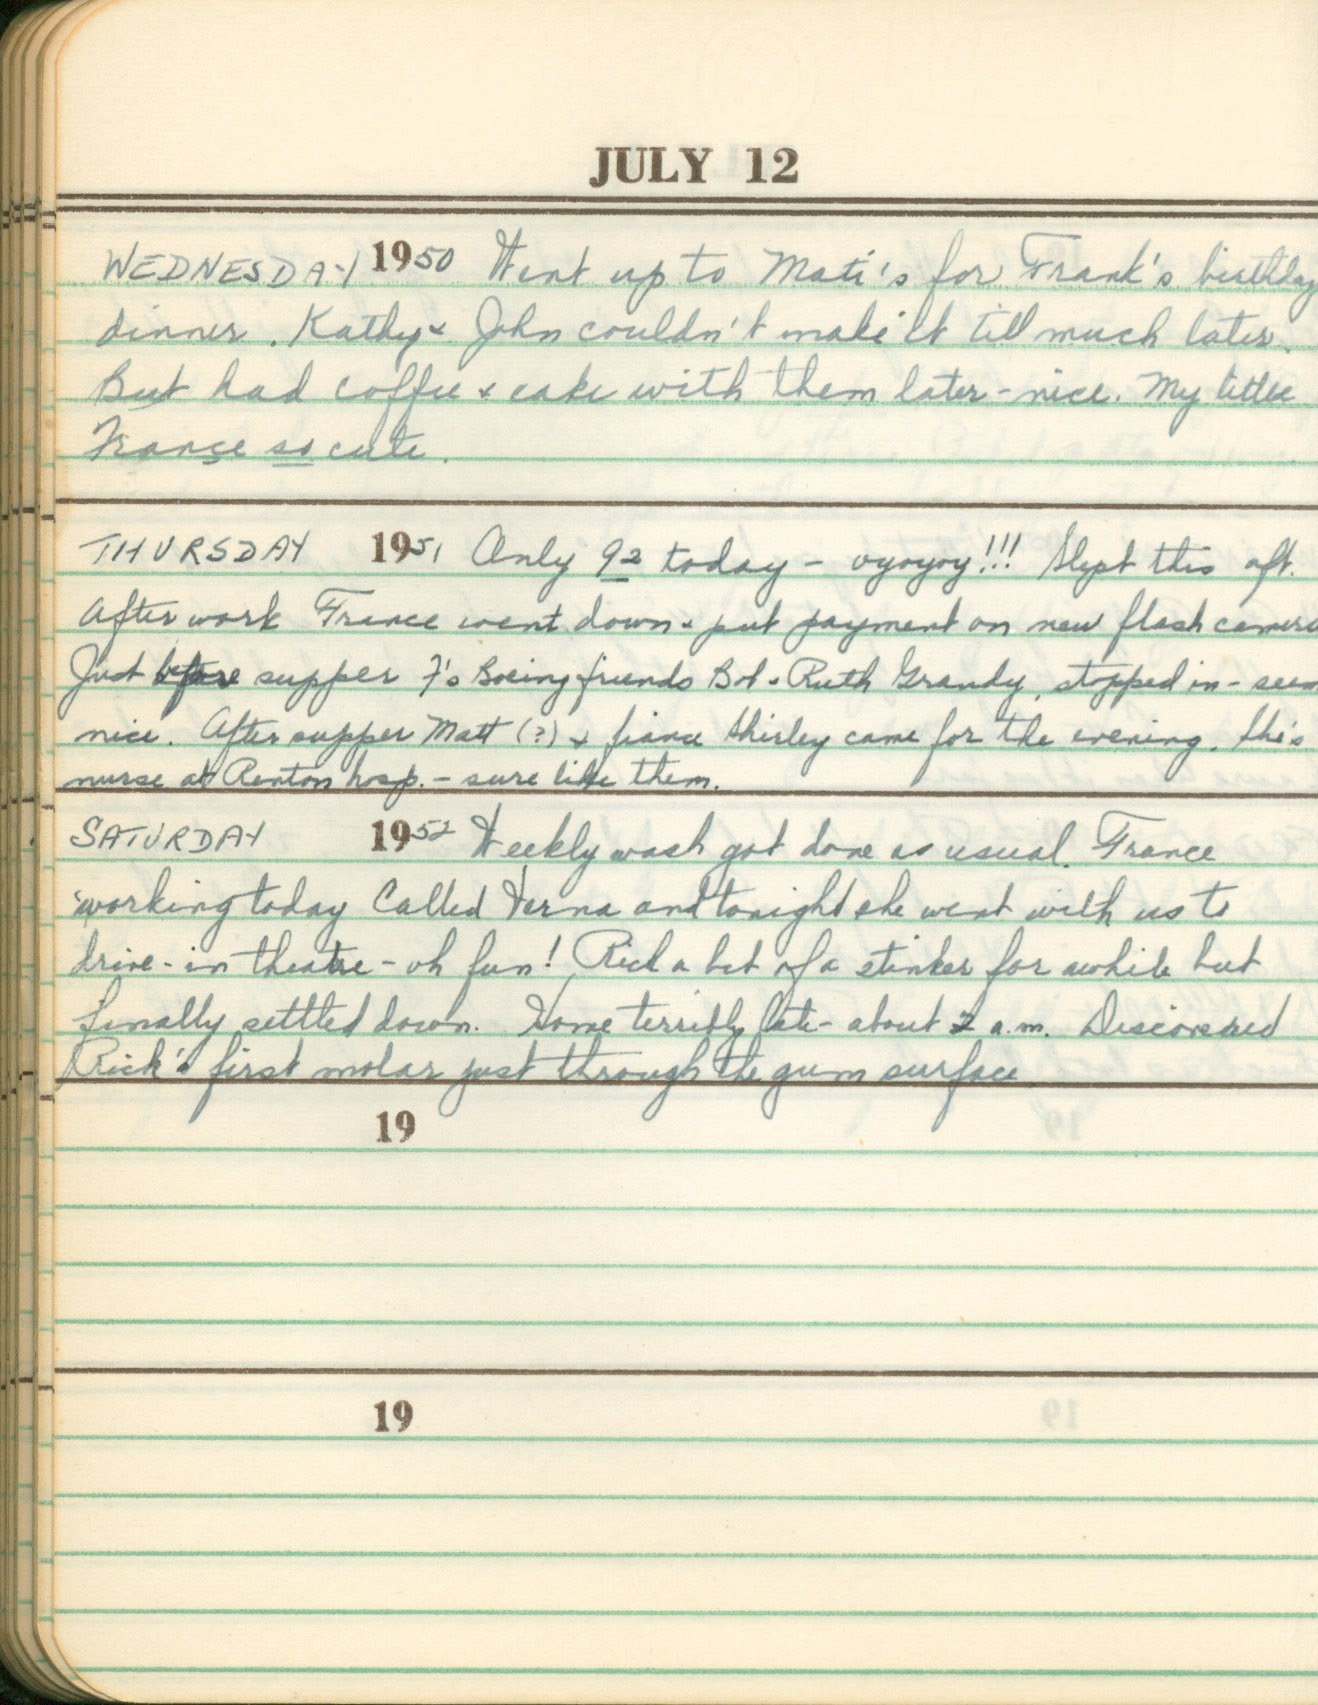 JULY 12
WEDNESDAY 1950 Went up to Mati's for Frank's birthday
dinner. Kathy & John couldn't make it till much later.
But had coffee & cake with them later - nice. My little
France so cute.
THURSDAY 1951 Only 92 today - oyoyoy!!! Slept this aft.
After work France went down & put payment on new flash camera
Just before supper F's Boeing friends Bob & Ruth Grandy, stopped in - seem
nice. After supper Matt (?) & fiance Shirley came for the evening. She's
nurse at Renton hosp. - sure like them.
SATURDAY 1952 Weekly wash got done as usual. France
working today Called Verna and tonight she went with us to
drive-in theatre - oh fun! Rick a bit of a stinker for awhile but
finally settled down. Home terribly late - about 2 a.m. Discovered
Rick's first molar just through the gum surface
19
19